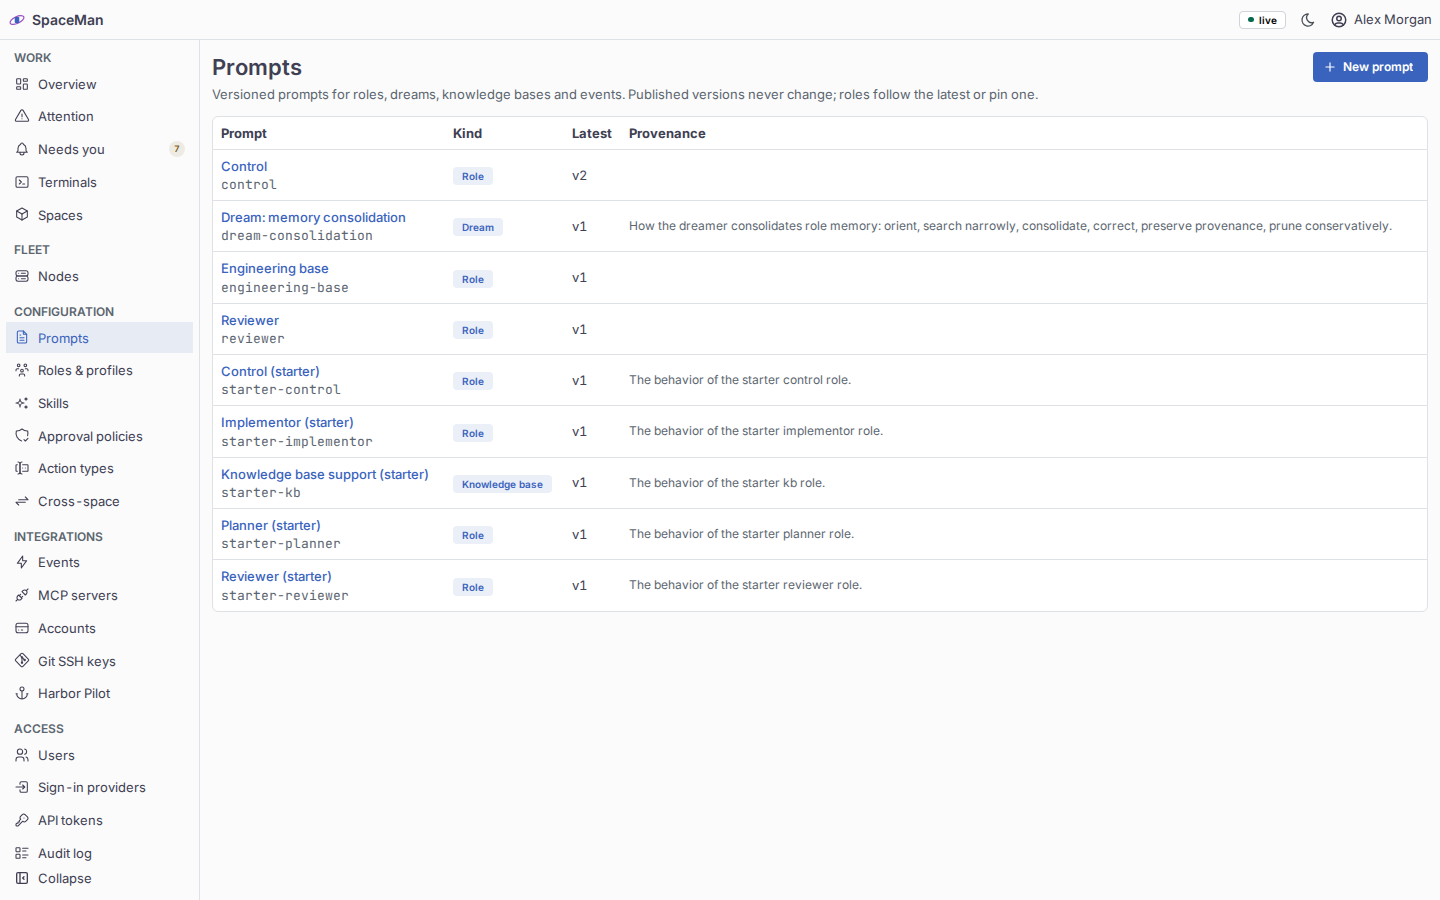 SpaceMan
live
Alex Morgan
WORK
Overview
Attention
Needs you 7
Terminals
Spaces
FLEET
Nodes
CONFIGURATION
Prompts
Roles & profiles
Skills
Approval policies
Action types
Cross-space
INTEGRATIONS
Events
MCP servers
Accounts
Git SSH keys
Harbor Pilot
ACCESS
Users
Sign-in providers
API tokens
Audit log
Collapse
Prompts
New prompt
Versioned prompts for roles, dreams, knowledge bases and events. Published versions never change; roles follow the latest or pin one.
Prompt Kind Latest Provenance
Control
control
Role v2
Dream: memory consolidation
dream-consolidation
Dream v1 How the dreamer consolidates role memory: orient, search narrowly, consolidate, correct, preserve provenance, prune conservatively.
Engineering base
engineering-base
Role v1
Reviewer
reviewer
Role v1
Control (starter)
starter-control
Role v1 The behavior of the starter control role.
Implementor (starter)
starter-implementor
Role v1 The behavior of the starter implementor role.
Knowledge base support (starter)
starter-kb
Knowledge base v1 The behavior of the starter kb role.
Planner (starter)
starter-planner
Role v1 The behavior of the starter planner role.
Reviewer (starter)
starter-reviewer
Role v1 The behavior of the starter reviewer role.